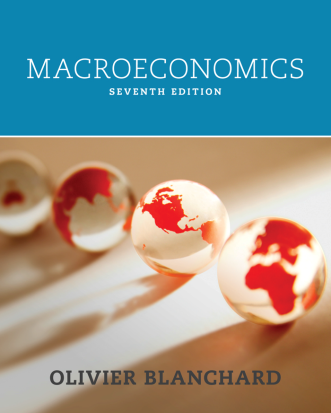 MACROECONOMICS
SEVENTH EDITION
OLIVIER BLANCHARD